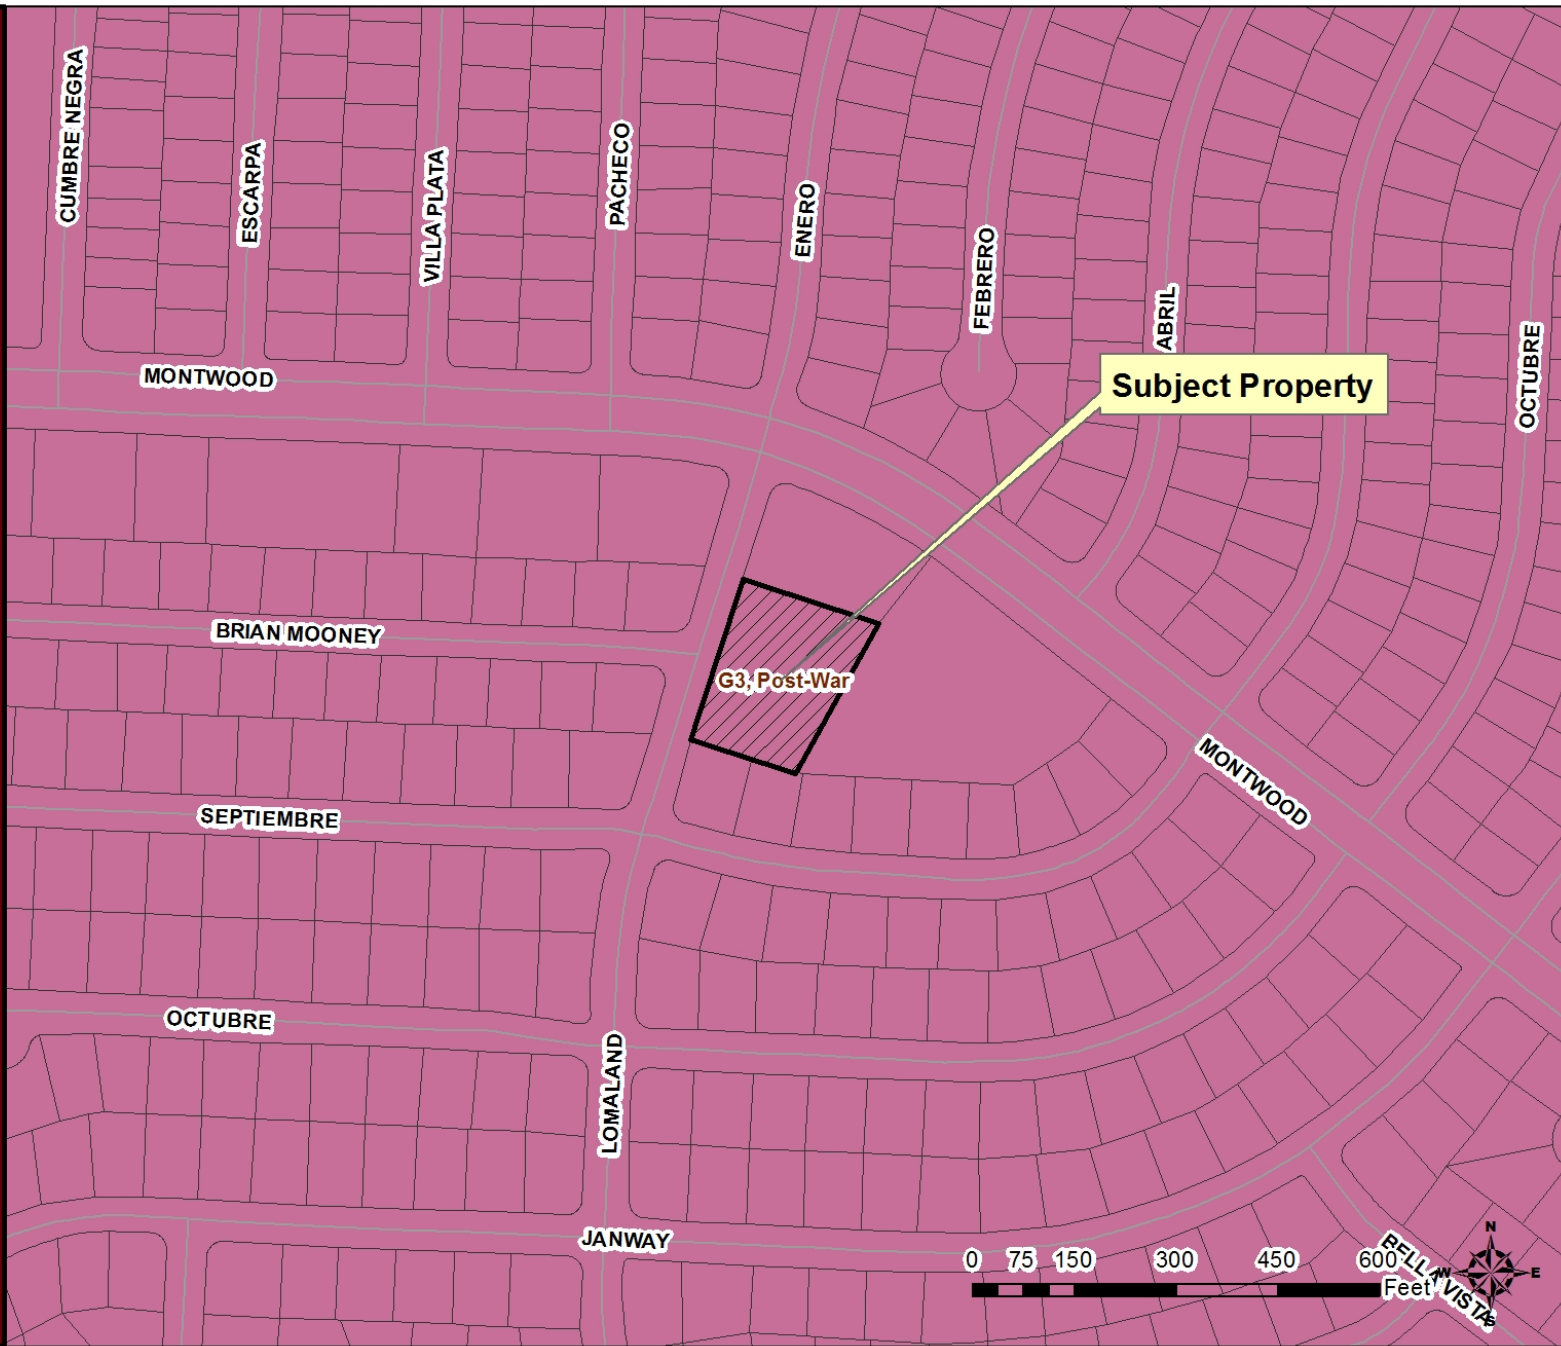 CUMBRE NEGRA
ESCARPA
VILLA PLATA
PACHECO
ENERO
FEBRERO
ABRIL
OCTUBRE
MONTWOOD
Subject Property
BRIAN MOONEY
G3, Post-War
MONTWOOD
SEPTIEMBRE
OCTUBRE
LOMALAND
JANWAY
BELLA VISTA
0 75 150 300 450 600
Feet
N
W
E
S